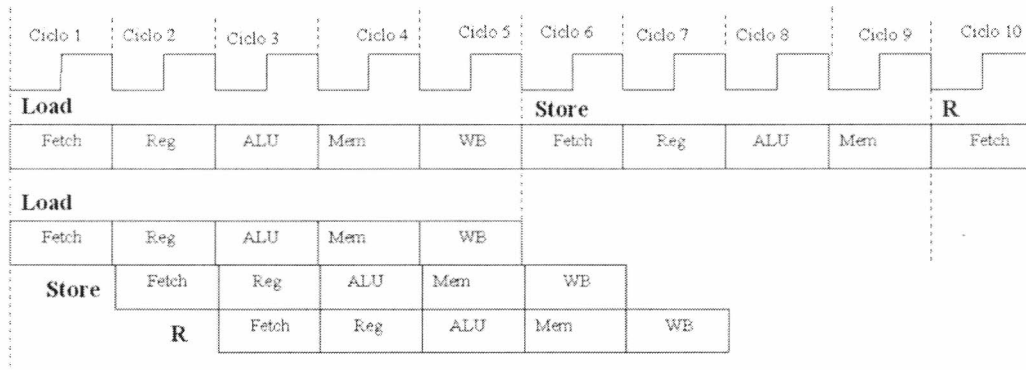 Ciclo 1 Ciclo 2 Ciclo 3 Ciclo 4 Ciclo 5 Ciclo 6 Ciclo 7 Ciclo 8 Ciclo 9 Ciclo 10
Load Store R
Fetch Reg ALU Mem WB Fetch Reg ALU Mem Fetch
Load
Fetch Reg ALU Mem WB
Store Fetch Reg ALU Mem WB
R Fetch Reg ALU Mem WB